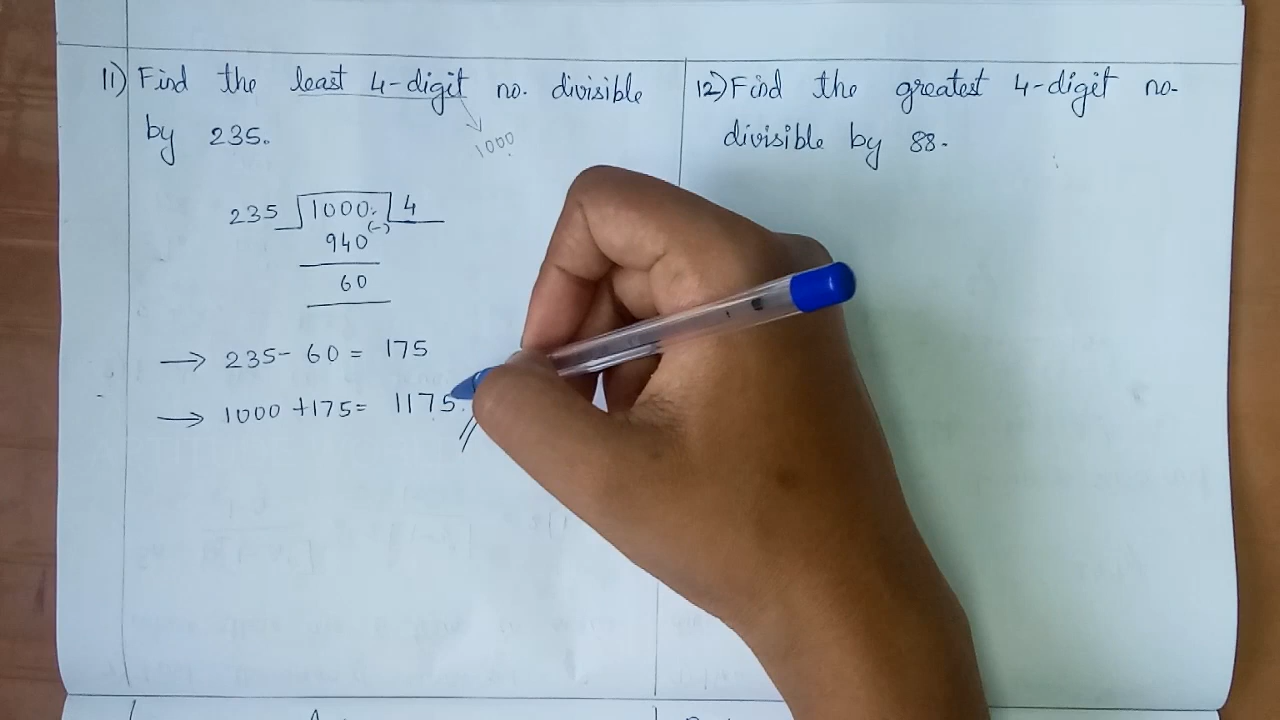 11) Find the least 4-digit no. divisible
by 235.
1000
235 1000 4
940 (-)
60
→ 235 - 60 = 175
→ 1000 + 175 = 1175.
12) Find the greatest 4-digit no.
divisible by 88.